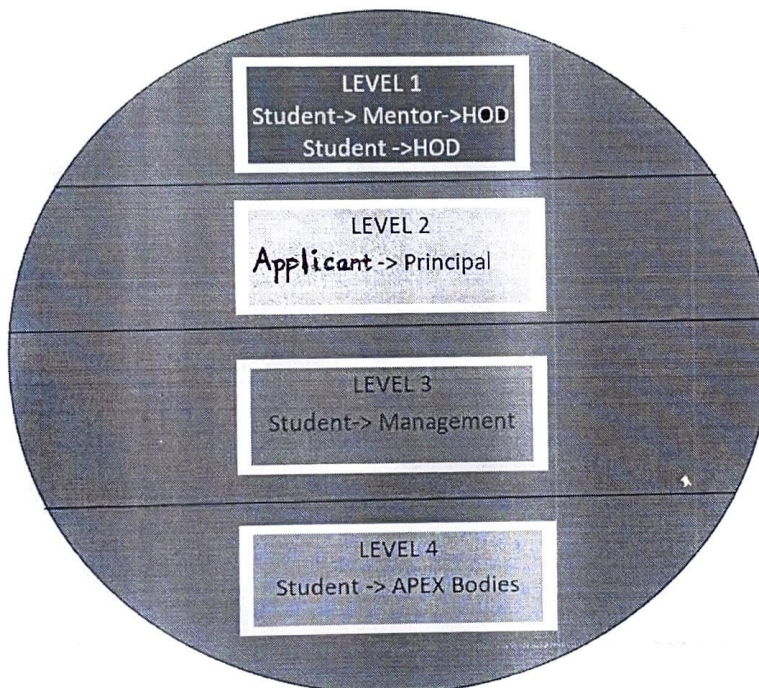 LEVEL 1
Student-> Mentor->HOD
Student ->HOD
LEVEL 2
Applicant -> Principal
LEVEL 3
Student-> Management
LEVEL 4
Student -> APEX Bodies